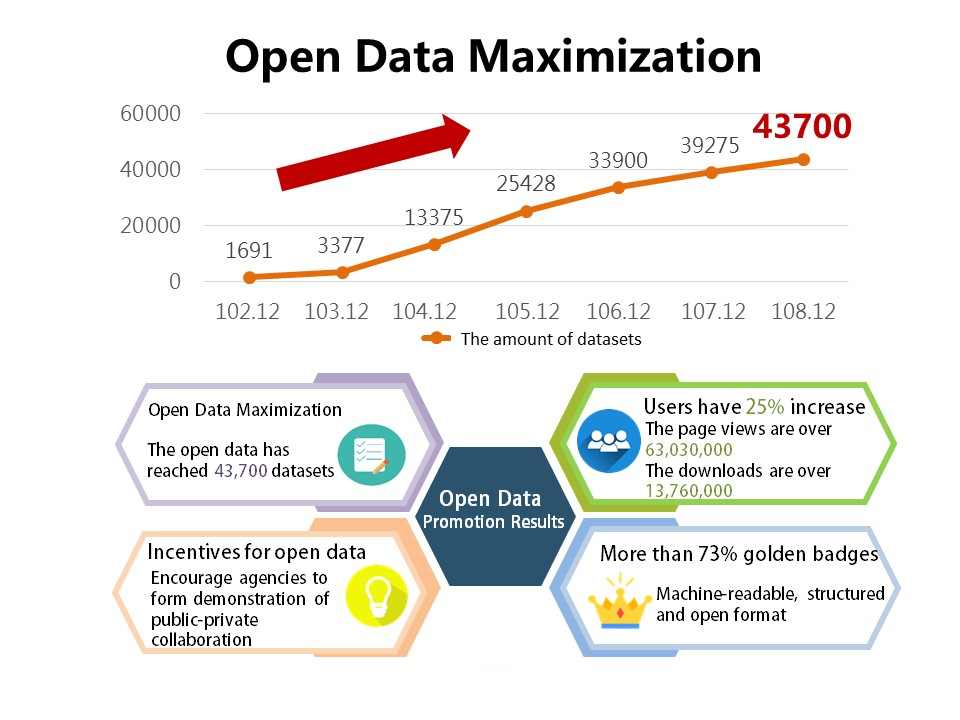 Open Data Maximization
60000
40000
20000
0
1691
3377
13375
25428
33900
39275
43700
102.12
103.12
104.12
105.12
106.12
107.12
108.12
The amount of datasets
Open Data Maximization
The open data has
reached 43,700 datasets
Users have 25% increase
The page views are over
63,030,000
The downloads are over
13,760,000
Open Data
Promotion Results
Incentives for open data
Encourage agencies to
form demonstration of
public-private
collaboration
More than 73% golden badges
Machine-readable, structured
and open format